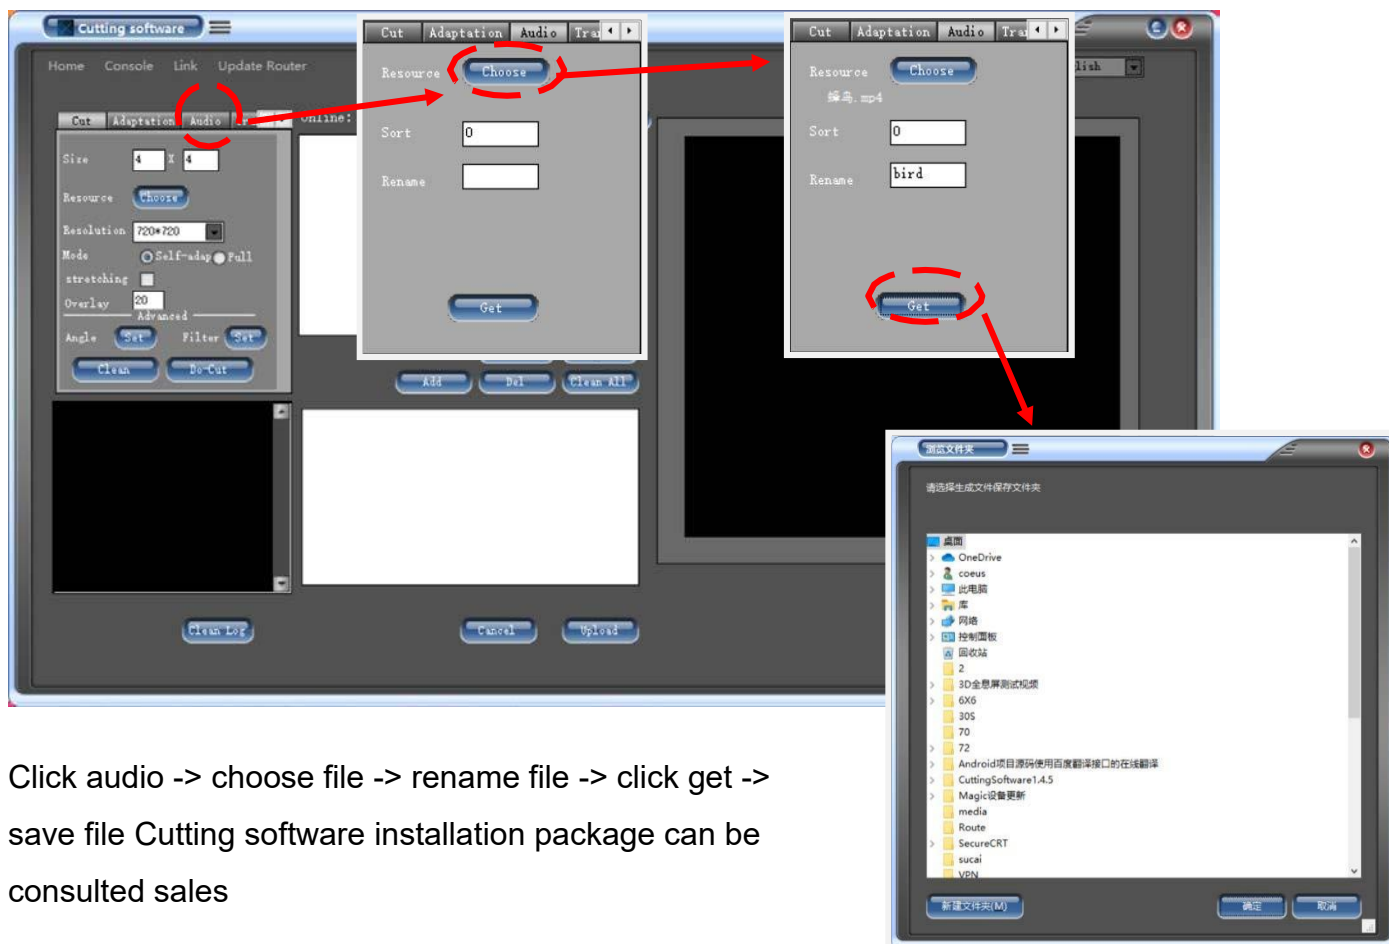 Cutting software
Home Console Link Update Router
Cut Adaptation Audio
Size 4 X 4
Resource Choose
Resolution 720*720
Mode Self-adap Full
stretching
Overlay 20
Advanced
Angle Set Filter Set
Clean Do-Cut
Online:
Add Del Clean All
Clean Log
Cancel Upload
Cut Adaptation Audio
Resource Choose
Sort 0
Rename
Get
Cut Adaptation Audio
Resource Choose
蜂鸟.mp4
Sort 0
Rename bird
Get
lish
浏览文件夹
请选择生成文件保存文件夹
桌面
OneDrive
coeus
此电脑
库
网络
控制面板
回收站
2
3D全息屏测试视频
6X6
30S
70
72
Android项目源码使用百度翻译接口的在线翻译
CuttingSoftware1.4.5
Magic设备更新
media
Route
SecureCRT
sucai
VPN
新建文件夹(M)
确定 取消
Click audio -> choose file -> rename file -> click get ->
save file Cutting software installation package can be
consulted sales